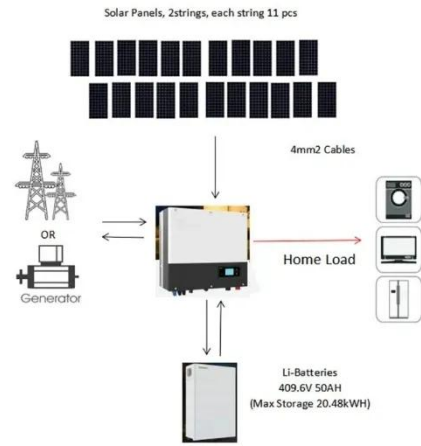 Solar Panels, 2strings, each string 11 pcs
4mm2 Cables
OR
Generator
Home Load
Li-Batteries
409.6V 50AH
(Max Storage 20.48kWH)